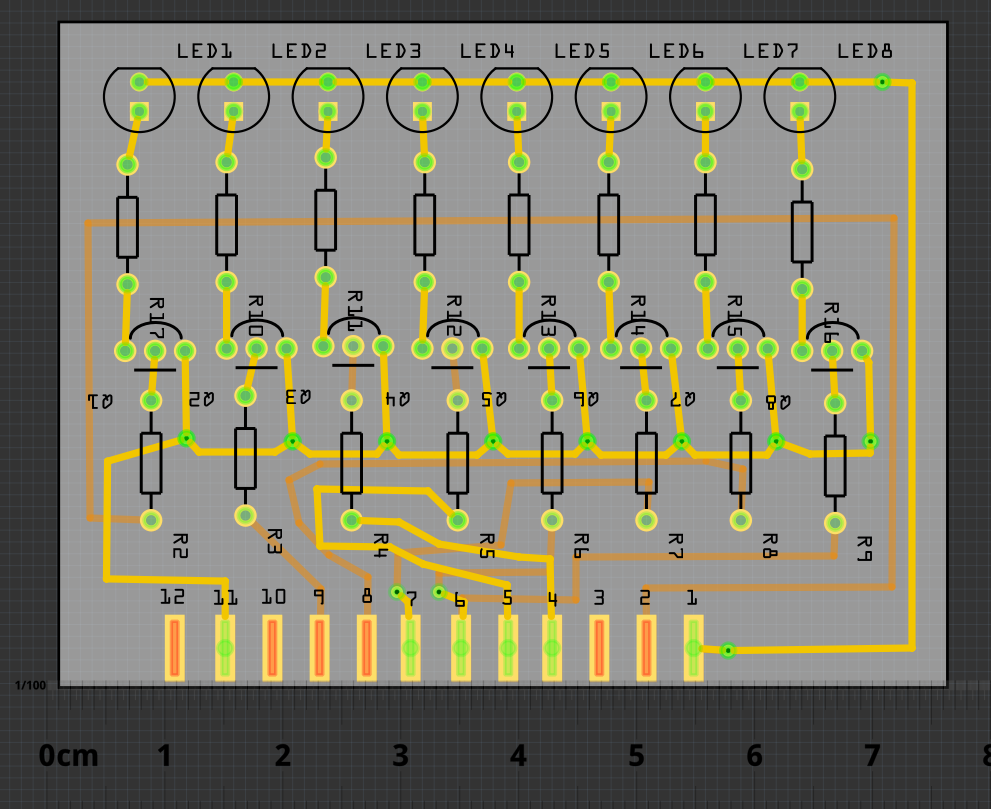 LED1 LED2 LED3 LED4 LED5 LED6 LED7 LED8
R17 R10 R11 R12 R13 R14 R15 R16
Q1 Q2 Q3 Q4 Q5 Q6 Q7 Q8
R2 R3 R4 R5 R6 R7 R8 R9
12 11 10 9 8 7 6 5 4 3 2 1
1/100
0cm 1 2 3 4 5 6 7 8